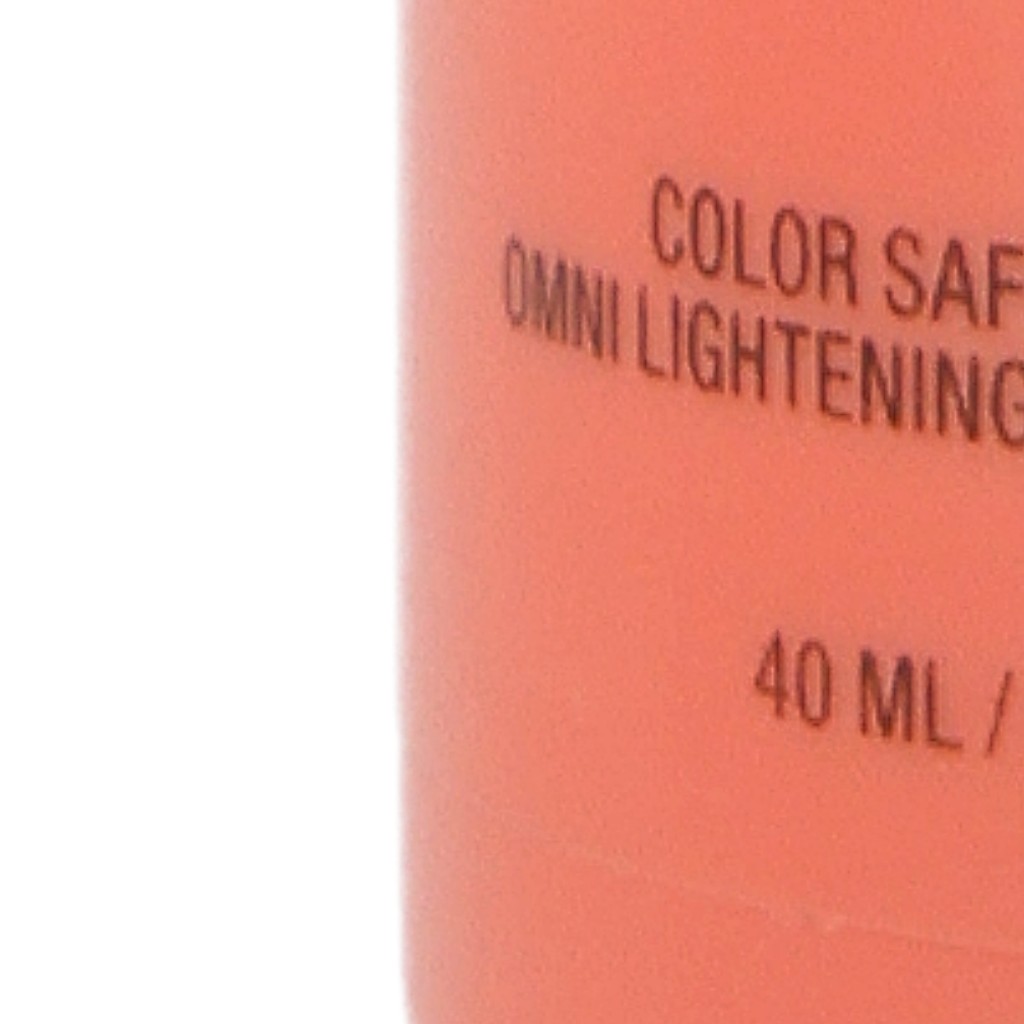 COLOR SAF
OMNI LIGHTENING
40 ML /